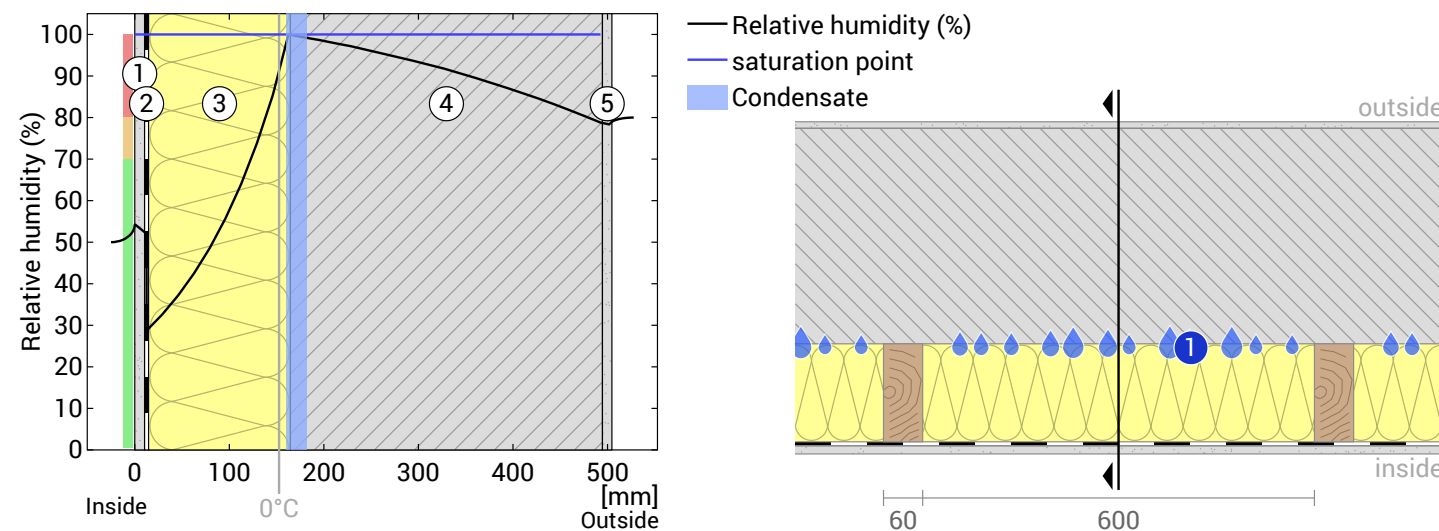 Relative humidity (%)
saturation point
Condensate
Relative humidity (%)
100
90
80
70
60
50
40
30
20
10
0
1
2
3
4
5
0
100
200
300
400
500
[mm]
Inside
0°C
Outside
outside
1
inside
60
600